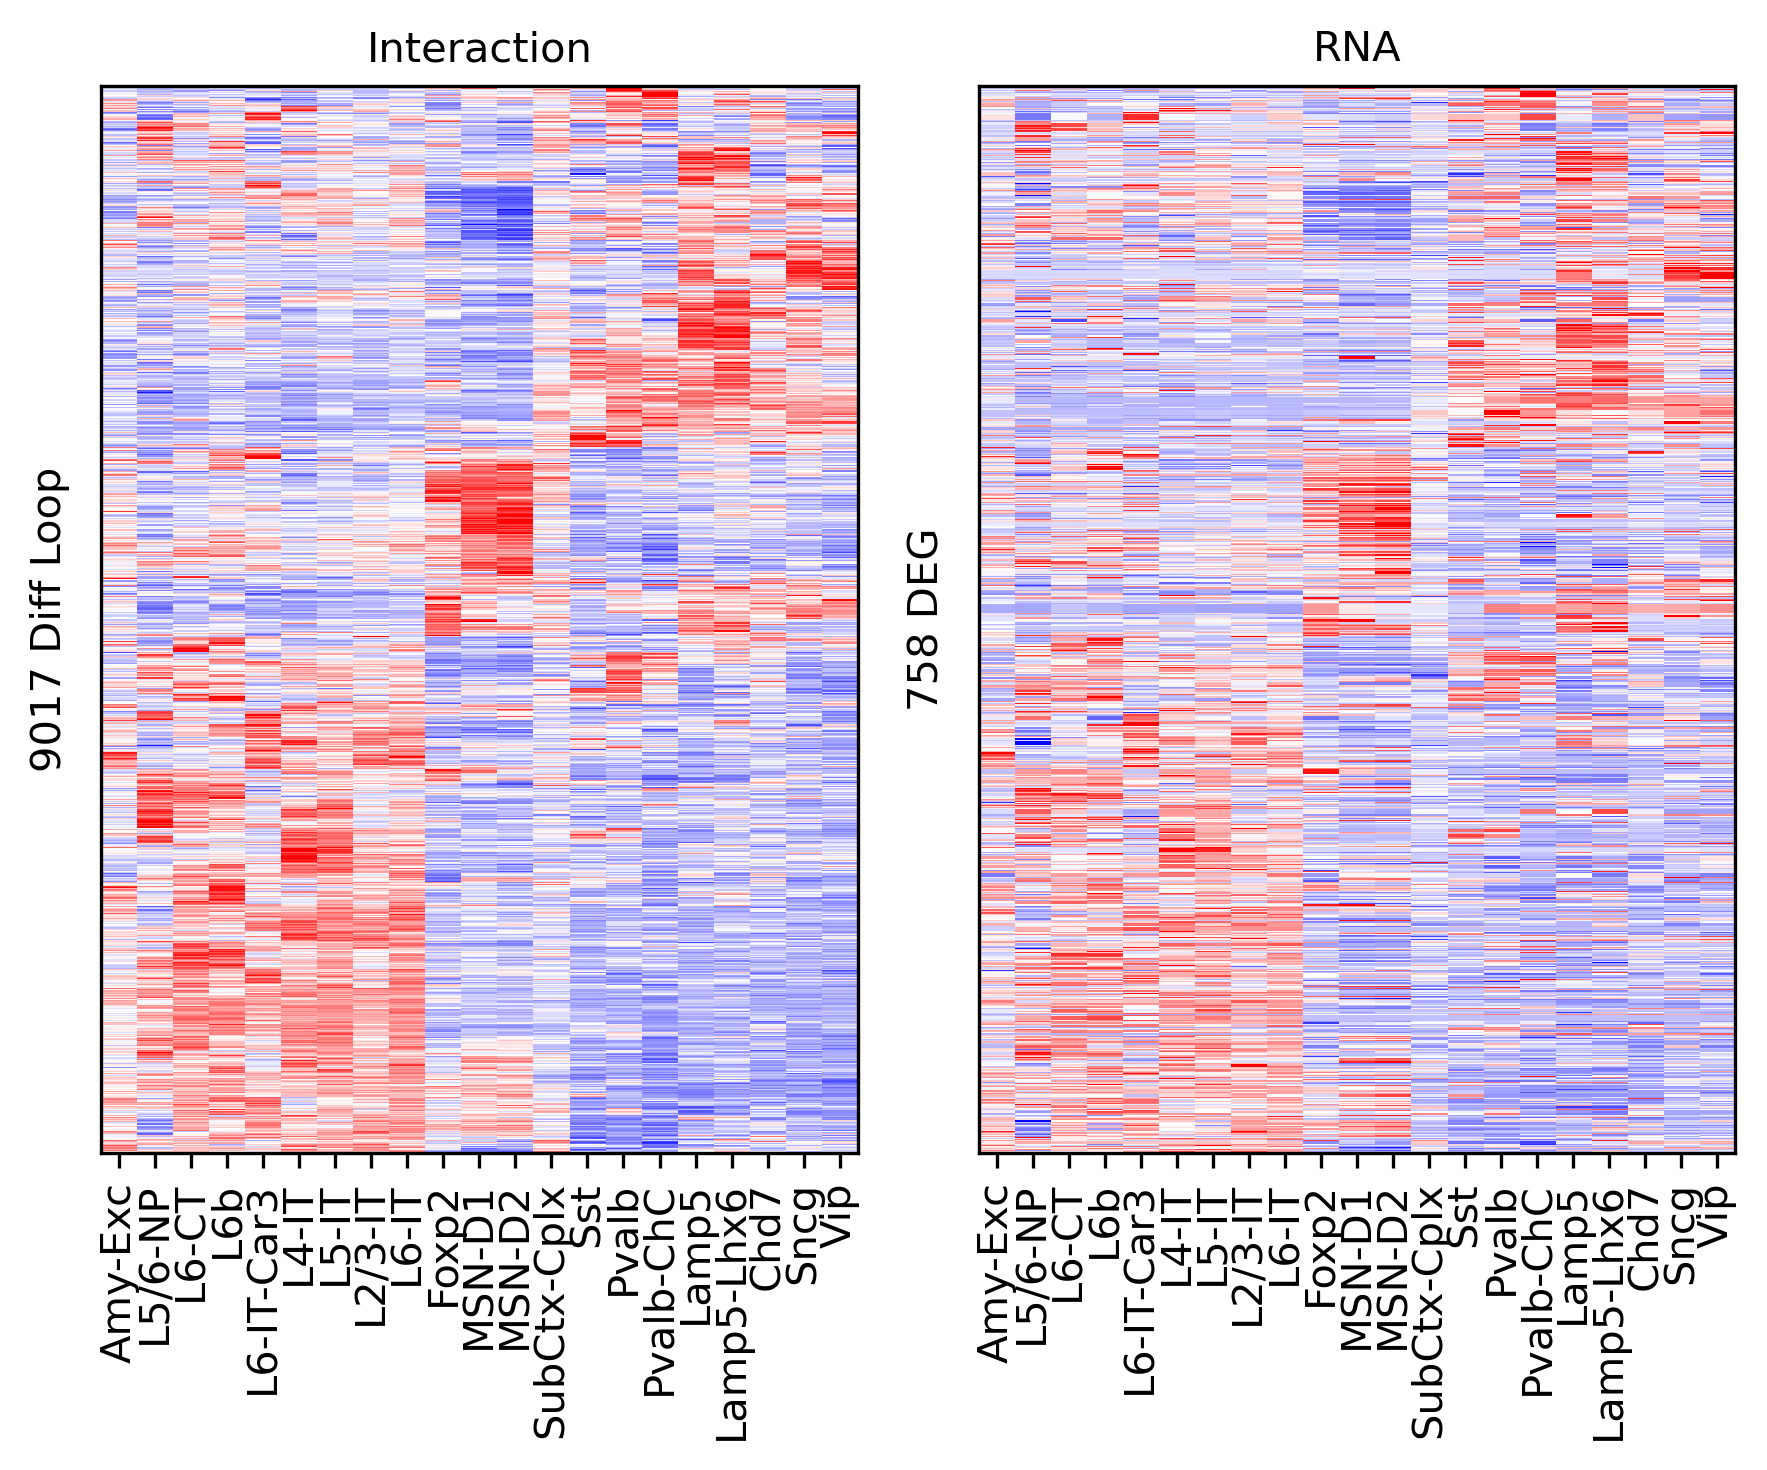 Interaction
RNA
9017 Diff Loop
758 DEG
Amy-Exc
L5/6-NP
L6-CT
L6b
L6-IT-Car3
L4-IT
L5-IT
L2/3-IT
L6-IT
Foxp2
MSN-D1
MSN-D2
SubCtx-Cplx
Sst
Pvalb
Pvalb-ChC
Lamp5
Lamp5-Lhx6
Chd7
Sncg
Vip
Amy-Exc
L5/6-NP
L6-CT
L6b
L6-IT-Car3
L4-IT
L5-IT
L2/3-IT
L6-IT
Foxp2
MSN-D1
MSN-D2
SubCtx-Cplx
Sst
Pvalb
Pvalb-ChC
Lamp5
Lamp5-Lhx6
Chd7
Sncg
Vip